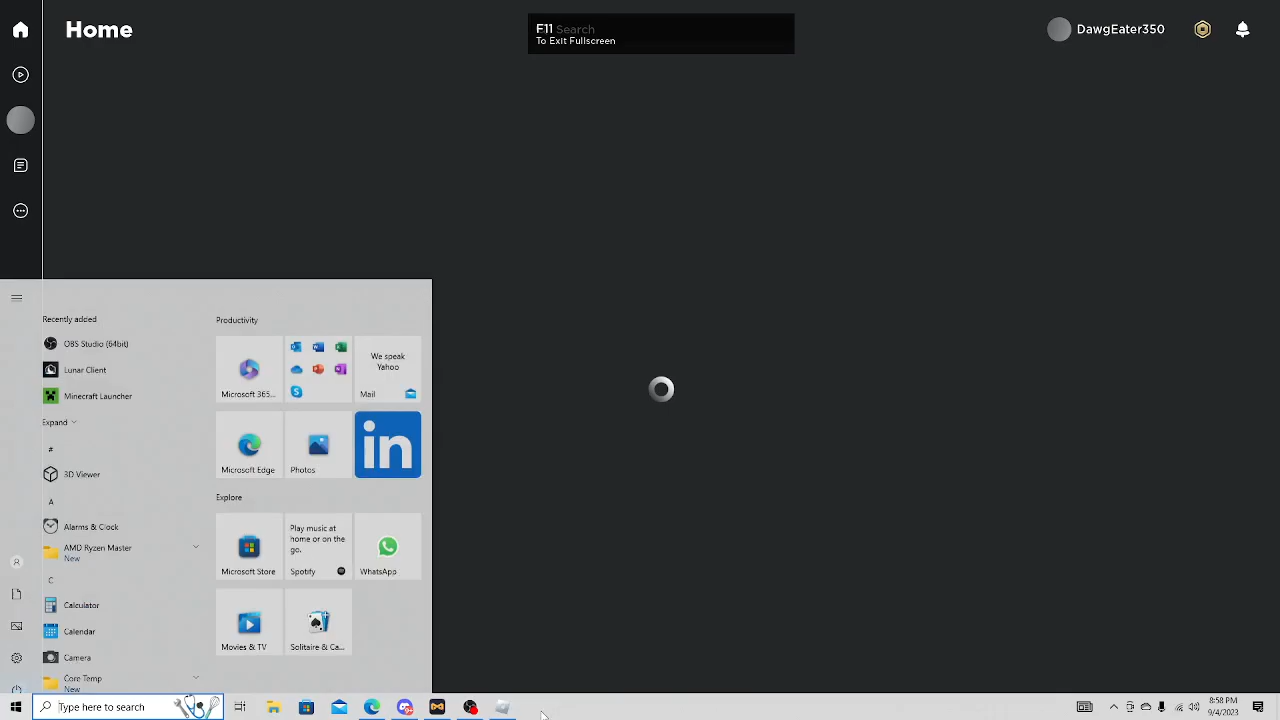 Home
F11 Search
To Exit Fullscreen
DawgEater350
Recently added
OBS Studio (64bit)
Lunar Client
Minecraft Launcher
Expand
#
3D Viewer
A
Alarms & Clock
AMD Ryzen Master
New
C
Calculator
Calendar
Camera
Core Temp
New
Productivity
Microsoft 365...
We speak
Yahoo
Mail
Microsoft Edge
Photos
in
Explore
Microsoft Store
Play music at
home or on the
go.
Spotify
WhatsApp
Movies & TV
Solitaire & Ca...
Type here to search
8:58 PM
9/4/2023